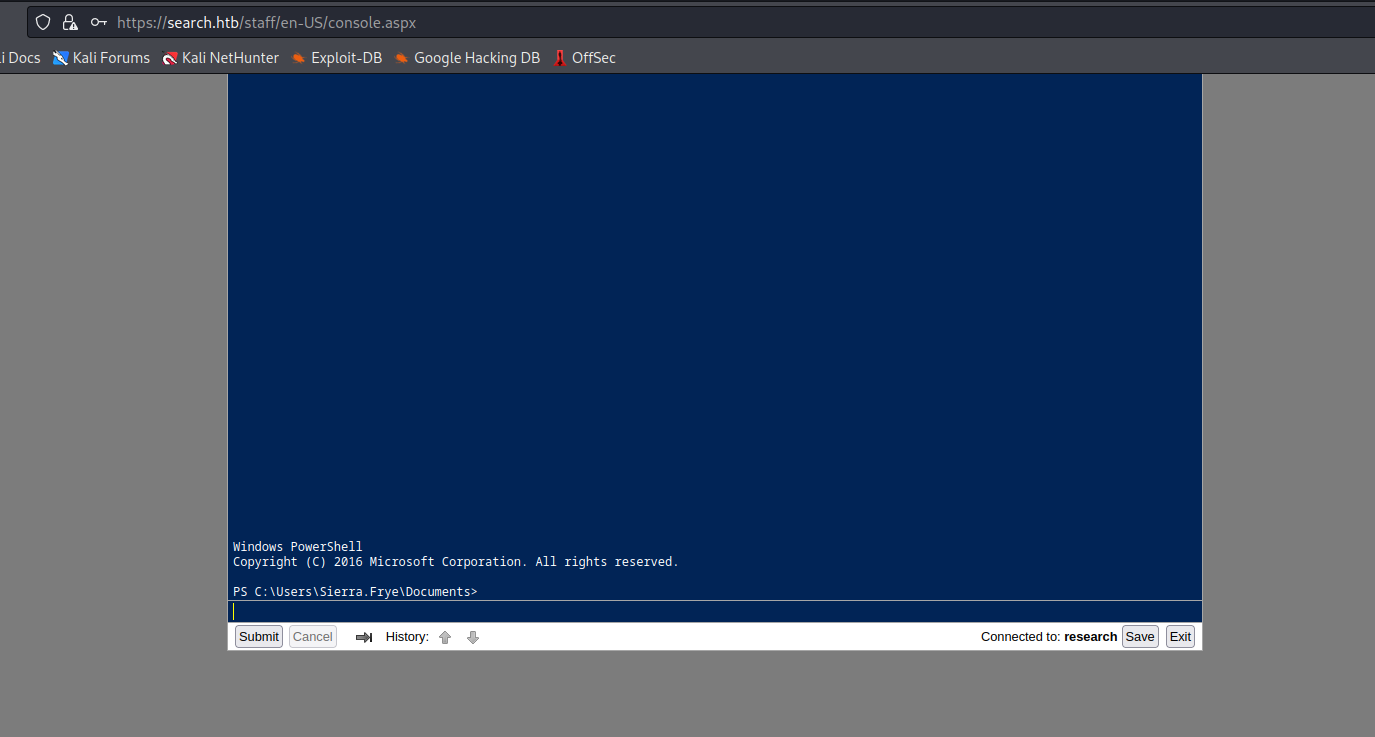 https://search.htb/staff/en-US/console.aspx
i Docs Kali Forums Kali NetHunter Exploit-DB Google Hacking DB OffSec
Windows PowerShell
Copyright (C) 2016 Microsoft Corporation. All rights reserved.
PS C:\Users\Sierra.Frye\Documents>
Submit Cancel History: Connected to: research Save Exit